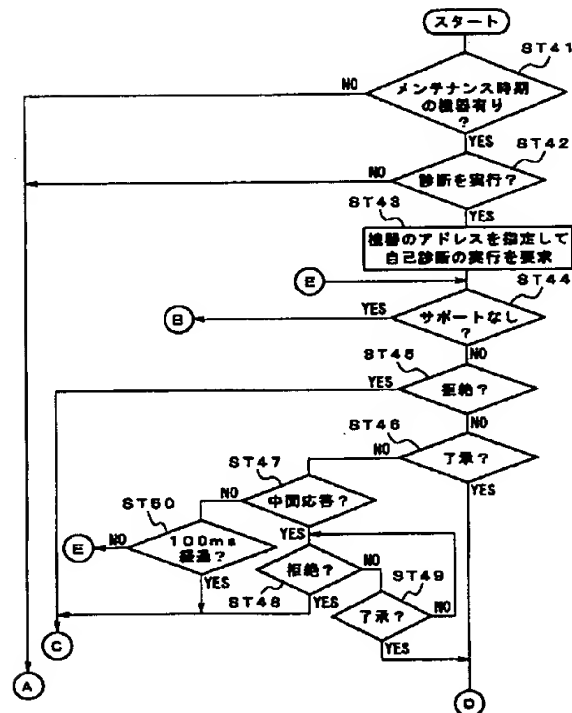 スタート
ST41
メンテナンス時期
の機器有り
?
NO
YES
ST42
診断を実行?
NO
YES
ST43
機器のアドレスを指定して
自己診断の実行を要求
E
ST44
サポートなし
?
YES
B
NO
ST45
拒絶?
YES
NO
ST46
了承?
NO
YES
ST47
中間応答?
NO
YES
ST50
100ms
経過?
NO
E
YES
拒絶?
NO
ST48
YES
ST49
了承?
NO
YES
C
A
D